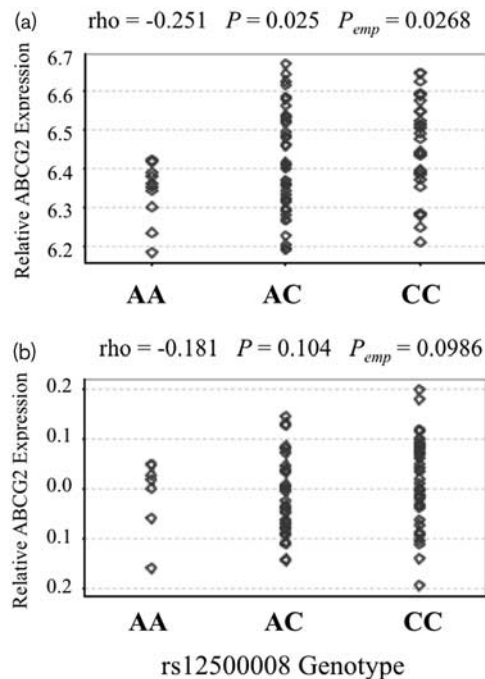 (a) rho = -0.251 P = 0.025 P_emp = 0.0268
Relative ABCG2 Expression
6.7
6.6
6.5
6.4
6.3
6.2
AA AC CC
(b) rho = -0.181 P = 0.104 P_emp = 0.0986
Relative ABCG2 Expression
0.2
0.1
0.0
0.1
0.2
AA AC CC
rs12500008 Genotype